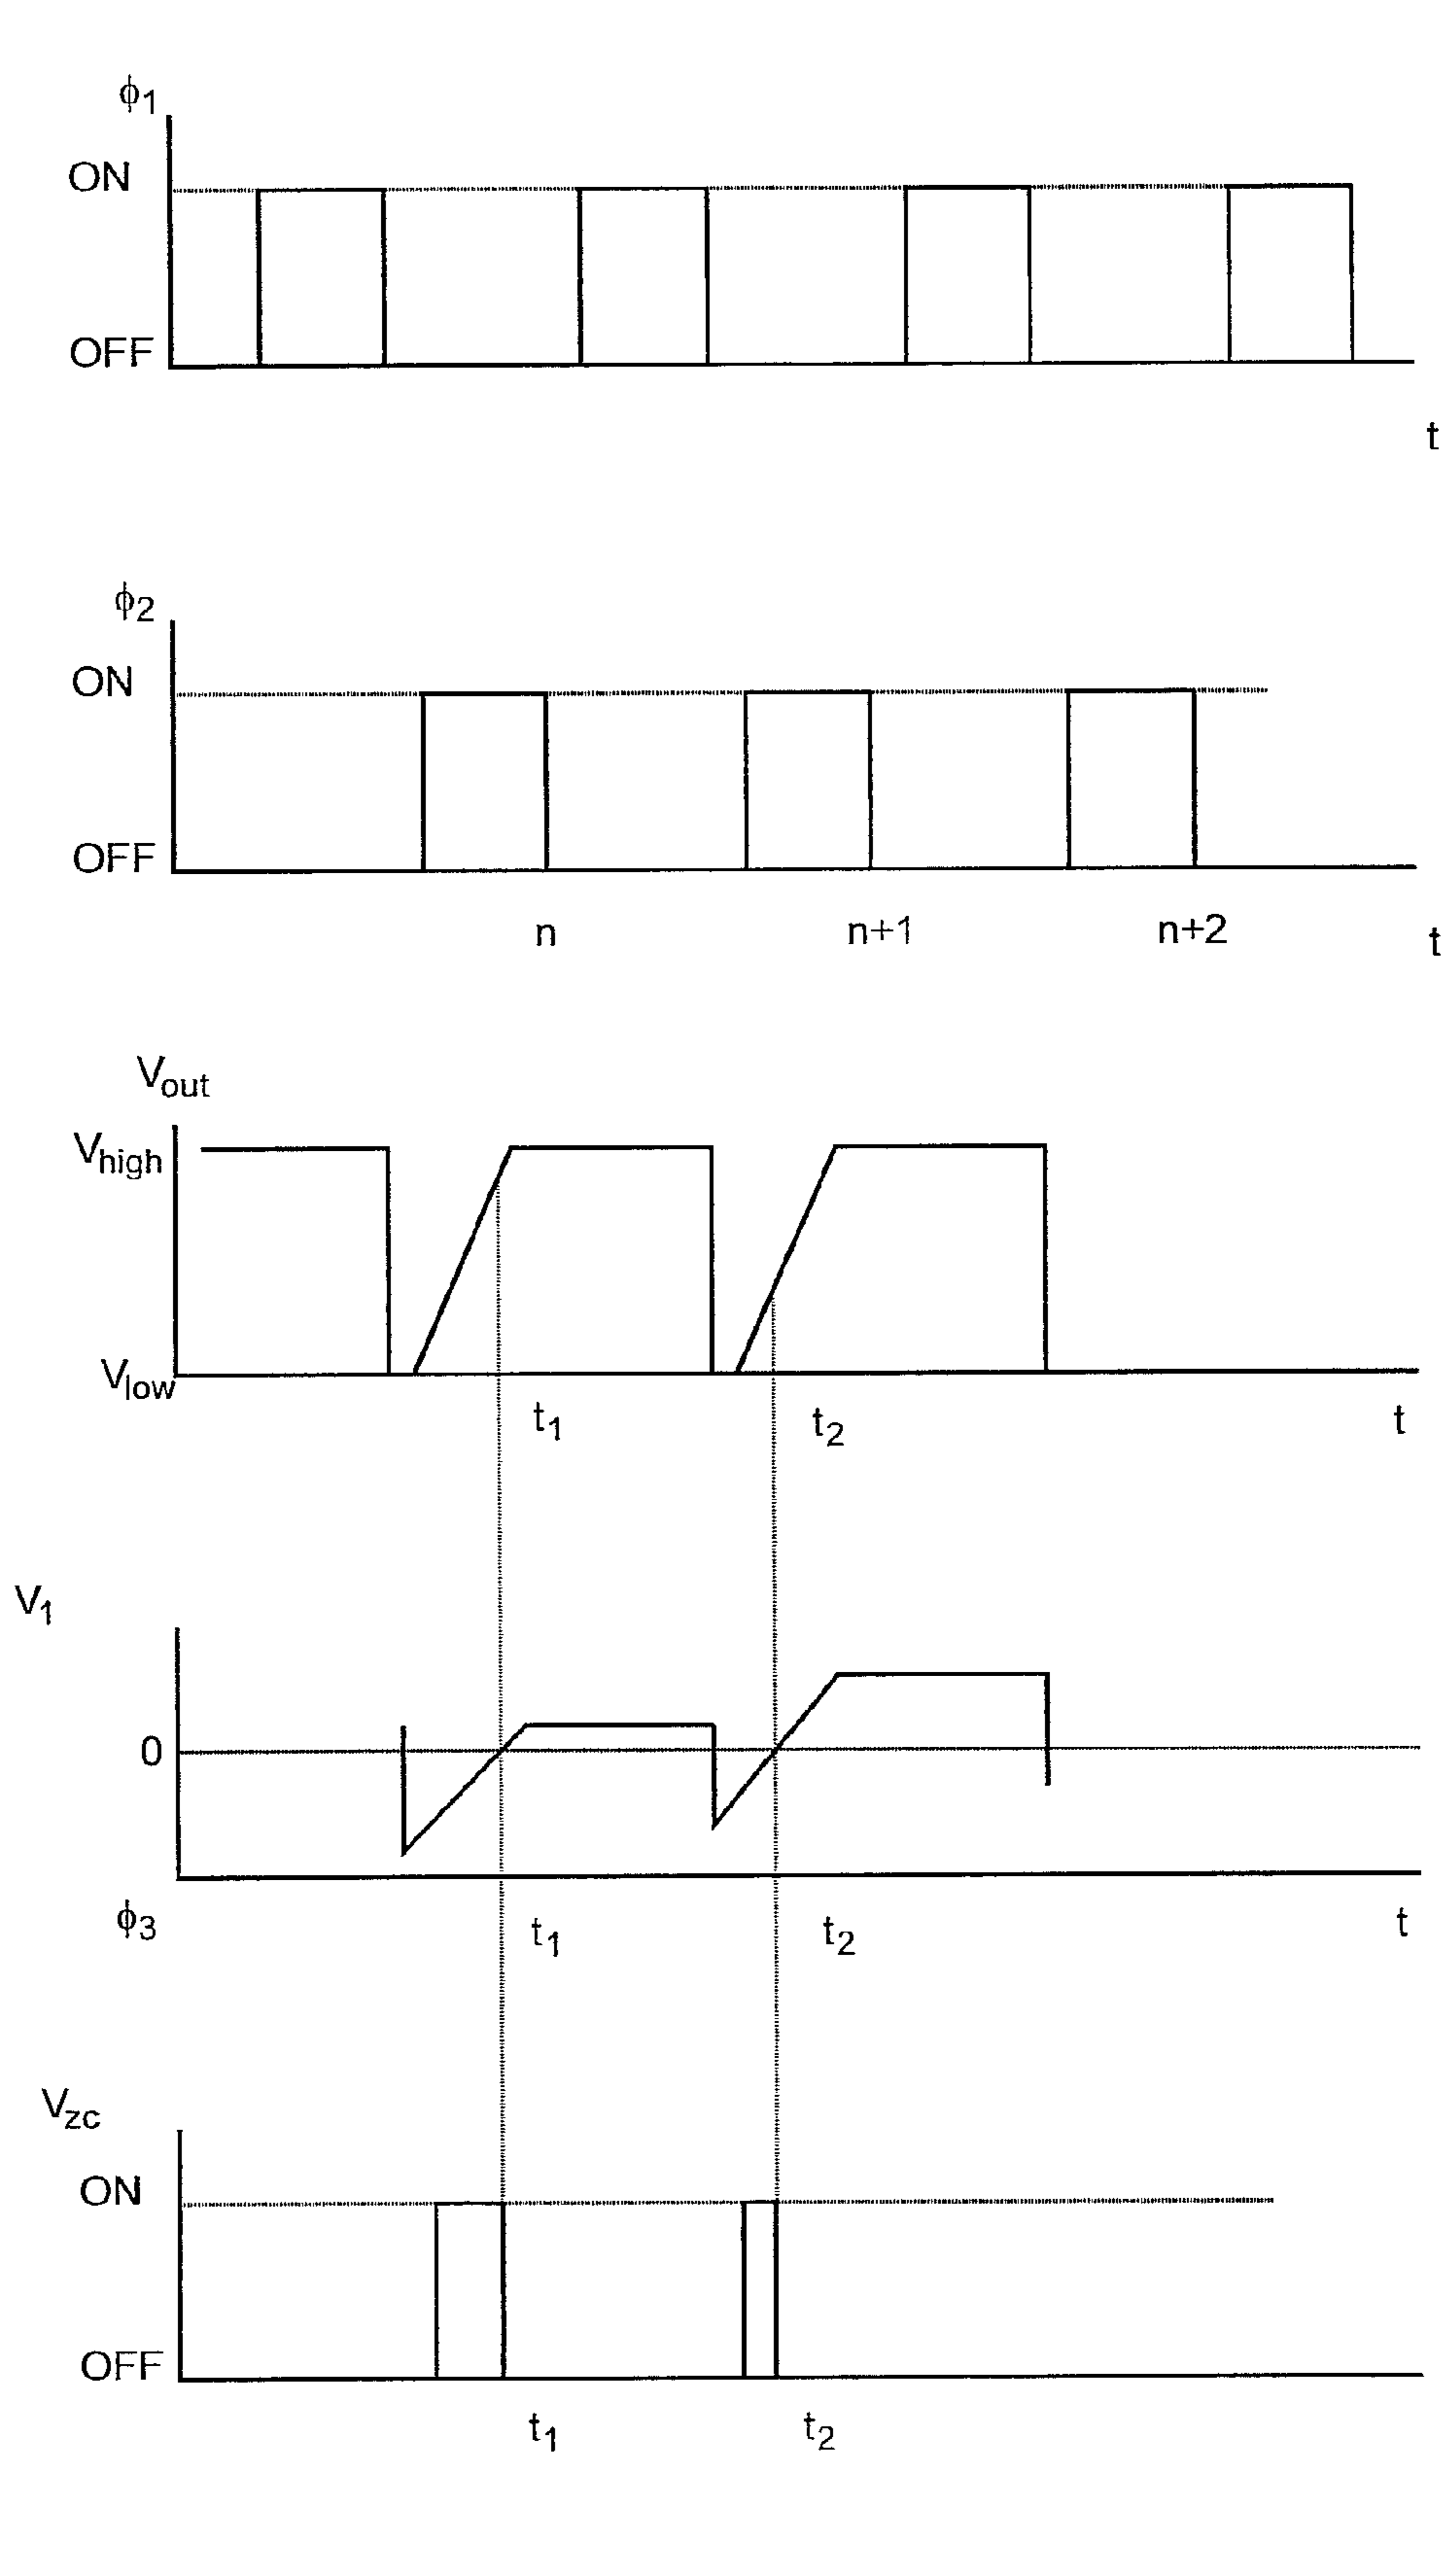 ϕ1
ON
OFF
t
ϕ2
ON
OFF
n n+1 n+2 t
Vout
Vhigh
Vlow
t1 t2 t
V1
0
ϕ3 t1 t2 t
Vzc
ON
OFF
t1 t2